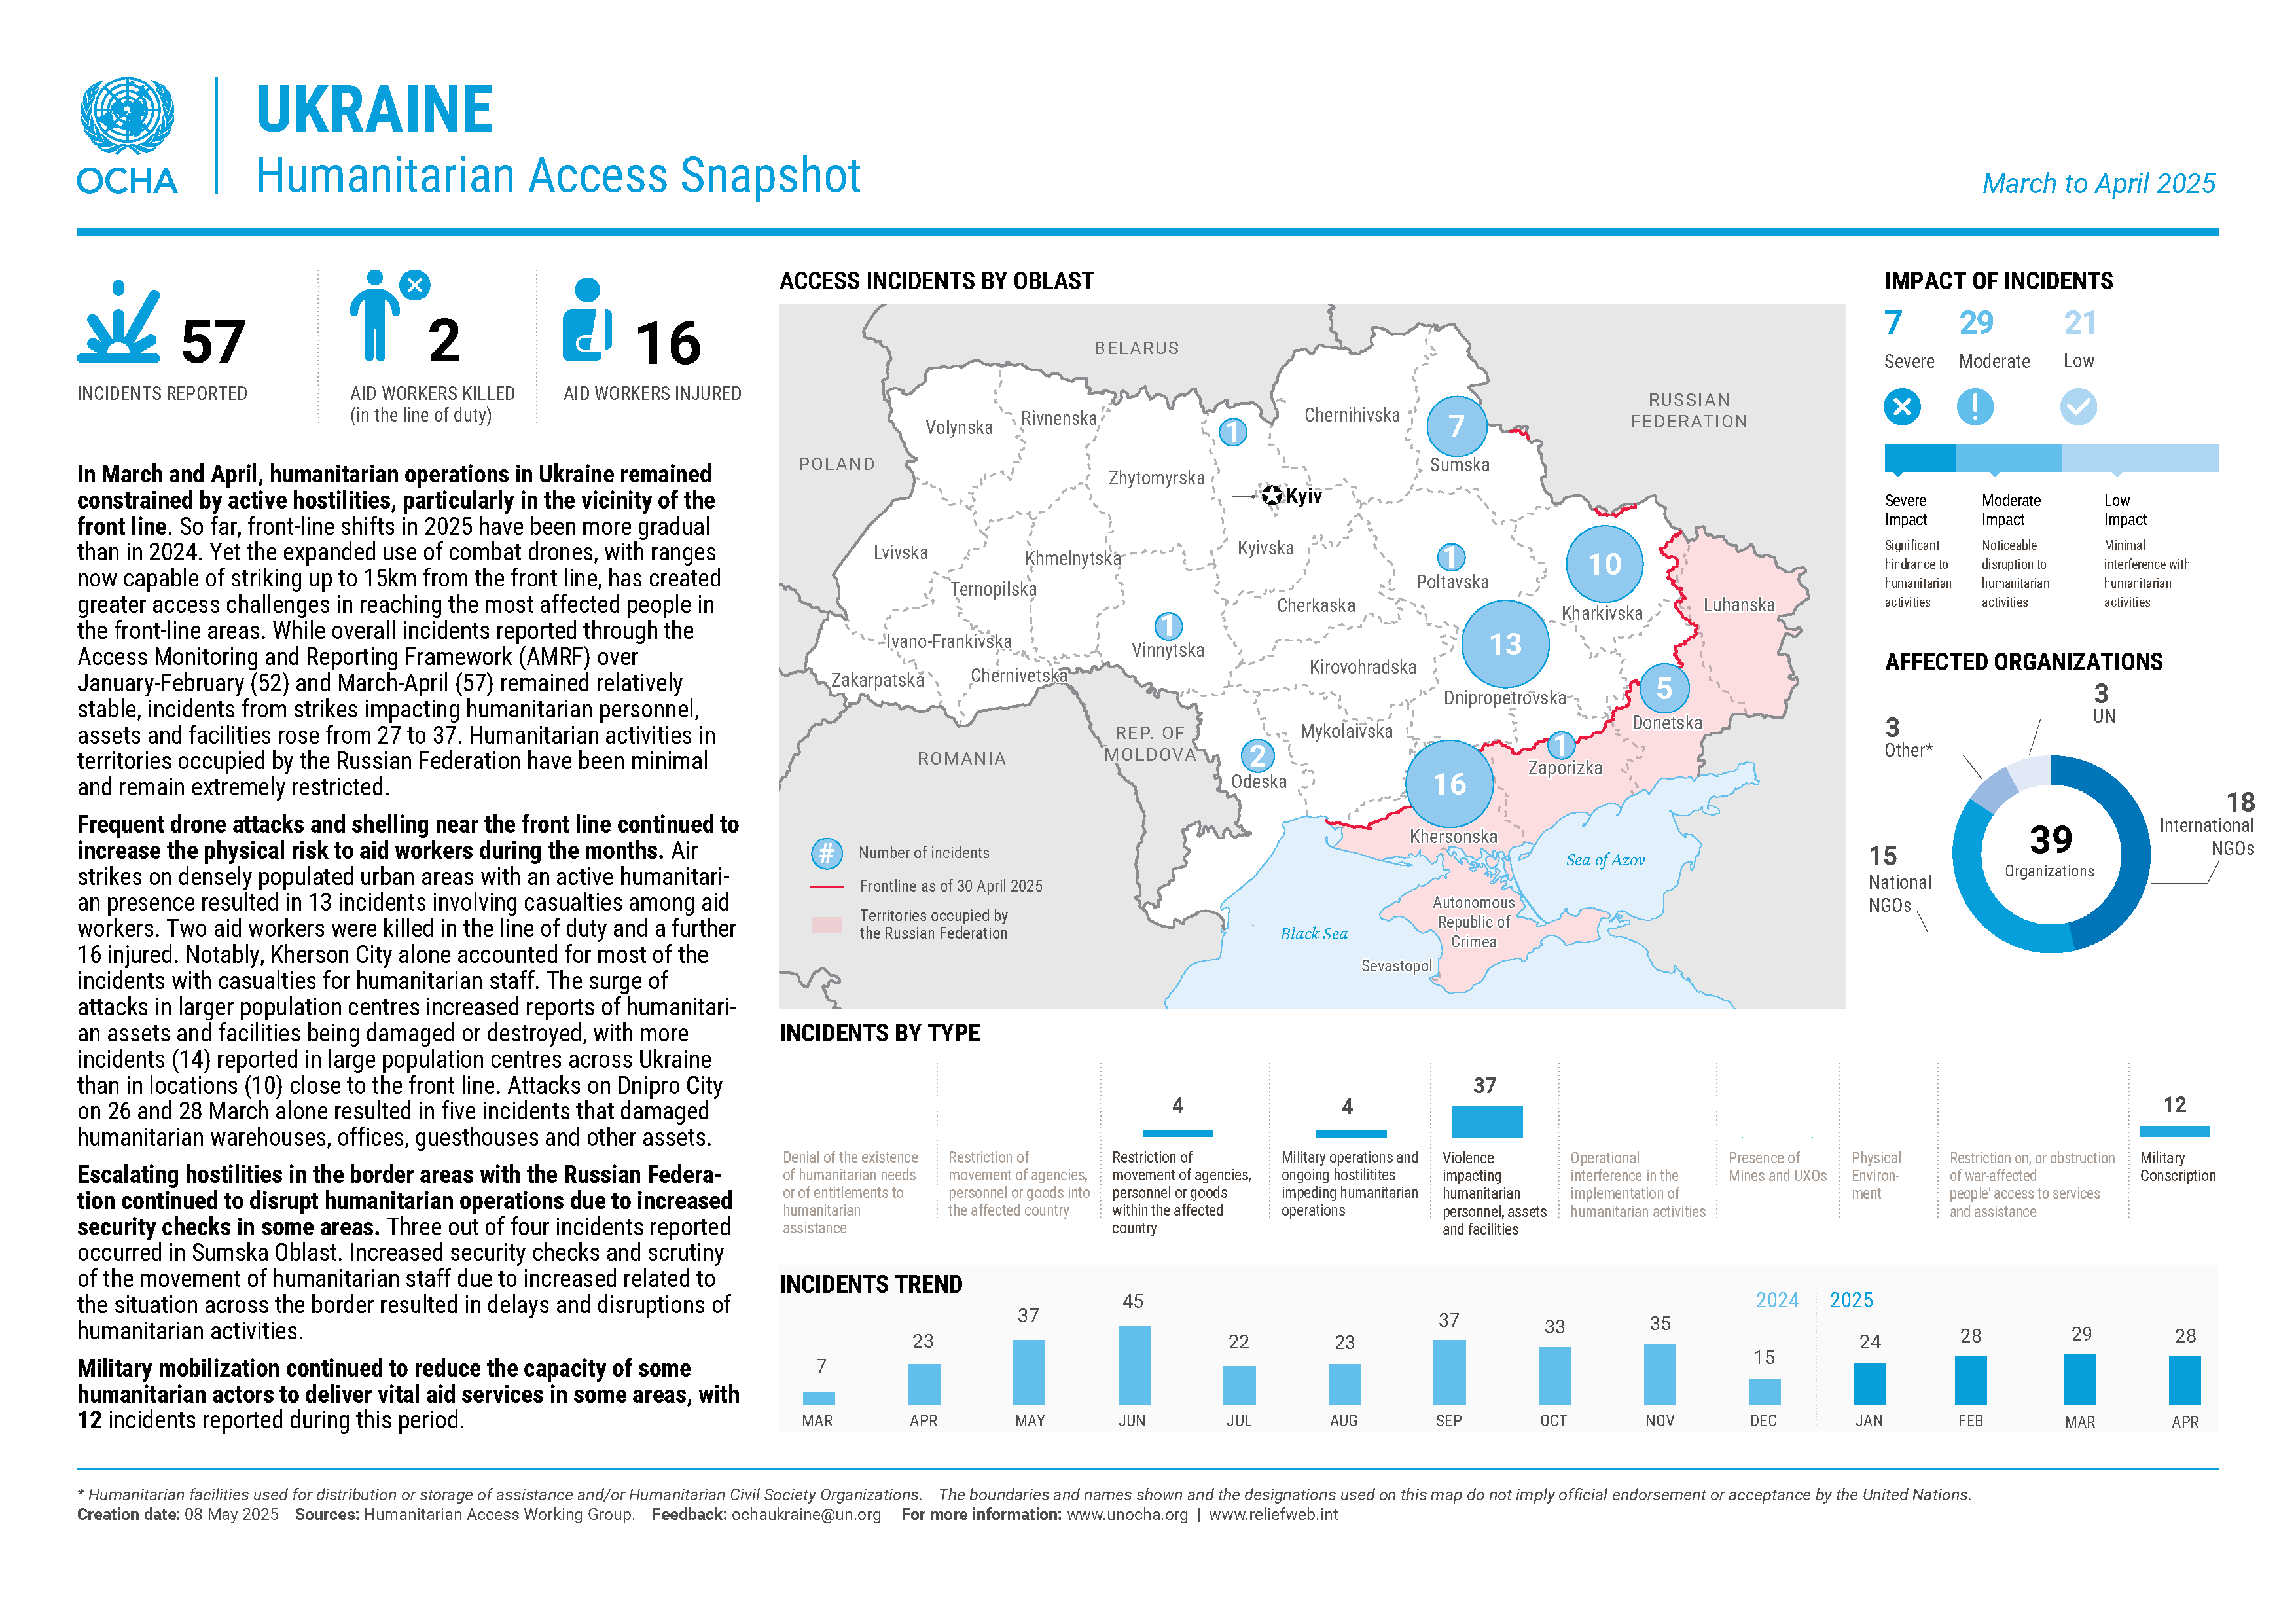 OCHA
UKRAINE
Humanitarian Access Snapshot
March to April 2025
57
INCIDENTS REPORTED
2
AID WORKERS KILLED
(in the line of duty)
16
AID WORKERS INJURED
In March and April, humanitarian operations in Ukraine remained
constrained by active hostilities, particularly in the vicinity of the
front line. So far, front-line shifts in 2025 have been more gradual
than in 2024. Yet the expanded use of combat drones, with ranges
now capable of striking up to 15km from the front line, has created
greater access challenges in reaching the most affected people in
the front-line areas. While overall incidents reported through the
Access Monitoring and Reporting Framework (AMRF) over
January-February (52) and March-April (57) remained relatively
stable, incidents from strikes impacting humanitarian personnel,
assets and facilities rose from 27 to 37. Humanitarian activities in
territories occupied by the Russian Federation have been minimal
and remain extremely restricted.
Frequent drone attacks and shelling near the front line continued to
increase the physical risk to aid workers during the months. Air
strikes on densely populated urban areas with an active humanitari-
an presence resulted in 13 incidents involving casualties among aid
workers. Two aid workers were killed in the line of duty and a further
16 injured. Notably, Kherson City alone accounted for most of the
incidents with casualties for humanitarian staff. The surge of
attacks in larger population centres increased reports of humanitari-
an assets and facilities being damaged or destroyed, with more
incidents (14) reported in large population centres across Ukraine
than in locations (10) close to the front line. Attacks on Dnipro City
on 26 and 28 March alone resulted in five incidents that damaged
humanitarian warehouses, offices, guesthouses and other assets.
Escalating hostilities in the border areas with the Russian Federa-
tion continued to disrupt humanitarian operations due to increased
security checks in some areas. Three out of four incidents reported
occurred in Sumska Oblast. Increased security checks and scrutiny
of the movement of humanitarian staff due to increased related to
the situation across the border resulted in delays and disruptions of
humanitarian activities.
Military mobilization continued to reduce the capacity of some
humanitarian actors to deliver vital aid services in some areas, with
12 incidents reported during this period.
ACCESS INCIDENTS BY OBLAST
BELARUS
RUSSIAN
FEDERATION
POLAND
ROMANIA
REP. OF
MOLDOVA
Volynska
Rivnenska
Zhytomyrska
1
Kyiv
Chernihivska
7
Sumska
Lvivska
Khmelnytska
Ternopilska
Kyivska
1
Poltavska
10
Kharkivska
Luhanska
Cherkaska
Ivano-Frankivska
1
Vinnytska
13
Dnipropetrovska
Kirovohradska
Zakarpatska
Chernivetska
5
Donetska
Mykolaivska
2
Odeska
1
Zaporizka
16
Khersonska
Sea of Azov
Autonomous
Republic of
Crimea
Black Sea
Sevastopol
#
Number of incidents
Frontline as of 30 April 2025
Territories occupied by
the Russian Federation
IMPACT OF INCIDENTS
7
Severe
29
Moderate
21
Low
Severe
Impact
Significant
hindrance to
humanitarian
activities
Moderate
Impact
Noticeable
disruption to
humanitarian
activities
Low
Impact
Minimal
interference with
humanitarian
activities
AFFECTED ORGANIZATIONS
3
UN
3
Other*
18
International
NGOs
39
Organizations
15
National
NGOs
INCIDENTS BY TYPE
Denial of the existence
of humanitarian needs
or of entitlements to
humanitarian
assistance
Restriction of
movement of agencies,
personnel or goods into
the affected country
4
Restriction of
movement of agencies,
personnel or goods
within the affected
country
4
Military operations and
ongoing hostilitites
impeding humanitarian
operations
37
Violence
impacting
humanitarian
personnel, assets
and facilities
Operational
interference in the
implementation of
humanitarian activities
Presence of
Mines and UXOs
Physical
Environ-
ment
Restriction on, or obstruction
of war-affected
people' access to services
and assistance
12
Military
Conscription
INCIDENTS TREND
2024
2025
7
23
37
45
22
23
37
33
35
15
24
28
29
28
MAR
APR
MAY
JUN
JUL
AUG
SEP
OCT
NOV
DEC
JAN
FEB
MAR
APR
* Humanitarian facilities used for distribution or storage of assistance and/or Humanitarian Civil Society Organizations. The boundaries and names shown and the designations used on this map do not imply official endorsement or acceptance by the United Nations.
Creation date: 08 May 2025 Sources: Humanitarian Access Working Group. Feedback: ochaukraine@un.org For more information: www.unocha.org | www.reliefweb.int